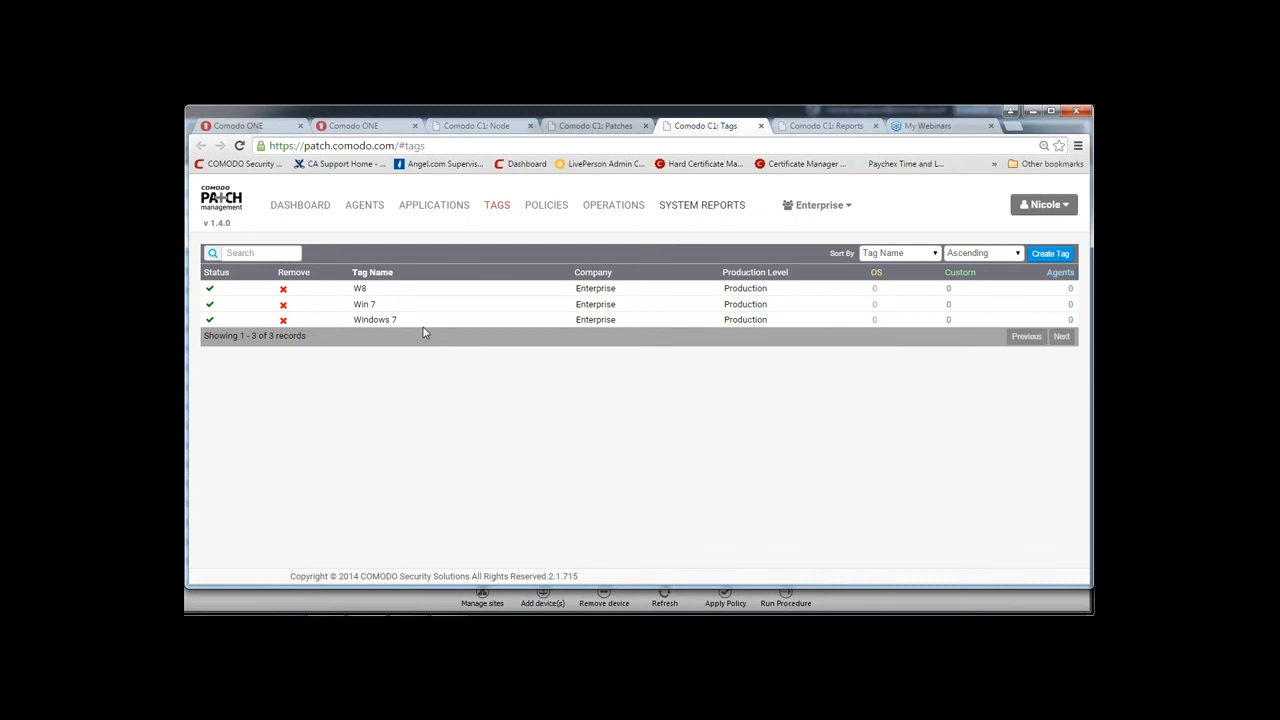 Comodo ONE
Comodo ONE
Comodo C1: Node
Comodo C1: Patches
Comodo C1: Tags
Comodo C1: Reports
My Webinars
https://patch.comodo.com/#tags
COMODO Security ...
CA Support Home - ...
Angel.com Supervis...
Dashboard
LivePerson Admin C...
Hard Certificate Ma...
Certificate Manager ...
Paychex Time and L...
»
Other bookmarks
COMODO
PATCH
management
v 1.4.0
DASHBOARD
AGENTS
APPLICATIONS
TAGS
POLICIES
OPERATIONS
SYSTEM REPORTS
Enterprise
Nicole
Search
Sort By
Tag Name
Ascending
Create Tag
Status Remove Tag Name Company Production Level OS Custom Agents
W8 Enterprise Production 0 0 0
Win 7 Enterprise Production 0 0 0
Windows 7 Enterprise Production 0 0 0
Showing 1 - 3 of 3 records
Previous
Next
Copyright © 2014 COMODO Security Solutions All Rights Reserved.2.1.715
Manage sites
Add device(s)
Remove device
Refresh
Apply Policy
Run Procedure